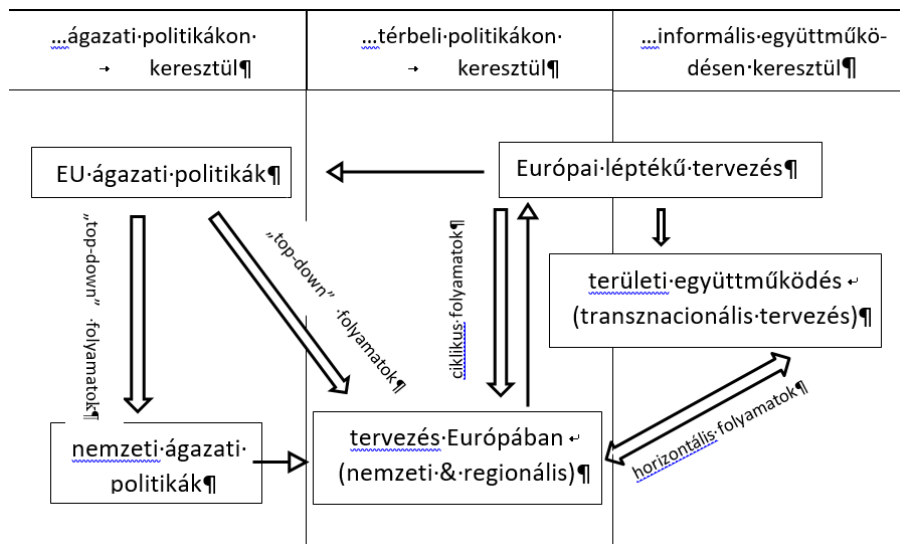 ...ágazati·politikákon·
→ keresztül¶
...térbeli·politikákon·
→ keresztül¶
...informális·együttműkö-
désen·keresztül¶
EU·ágazati·politikák¶
Európai·léptékű·tervezés¶
„top-down”·folyamatok¶
„top-down”·folyamatok¶
ciklikus·folyamatok¶
területi·együttműködés·↵
(transznacionális·tervezés)¶
nemzeti·ágazati·
politikák¶
tervezés·Európában·↵
(nemzeti·&·regionális)¶
horizontális·folyamatok¶